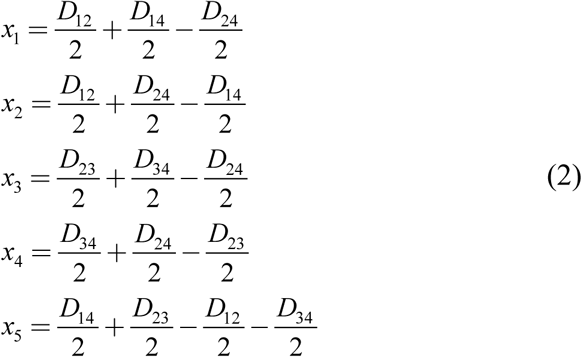 x₁ = D₁₂/2 + D₁₄/2 − D₂₄/2
x₂ = D₁₂/2 + D₂₄/2 − D₁₄/2
x₃ = D₂₃/2 + D₃₄/2 − D₂₄/2 (2)
x₄ = D₃₄/2 + D₂₄/2 − D₂₃/2
x₅ = D₁₄/2 + D₂₃/2 − D₁₂/2 − D₃₄/2